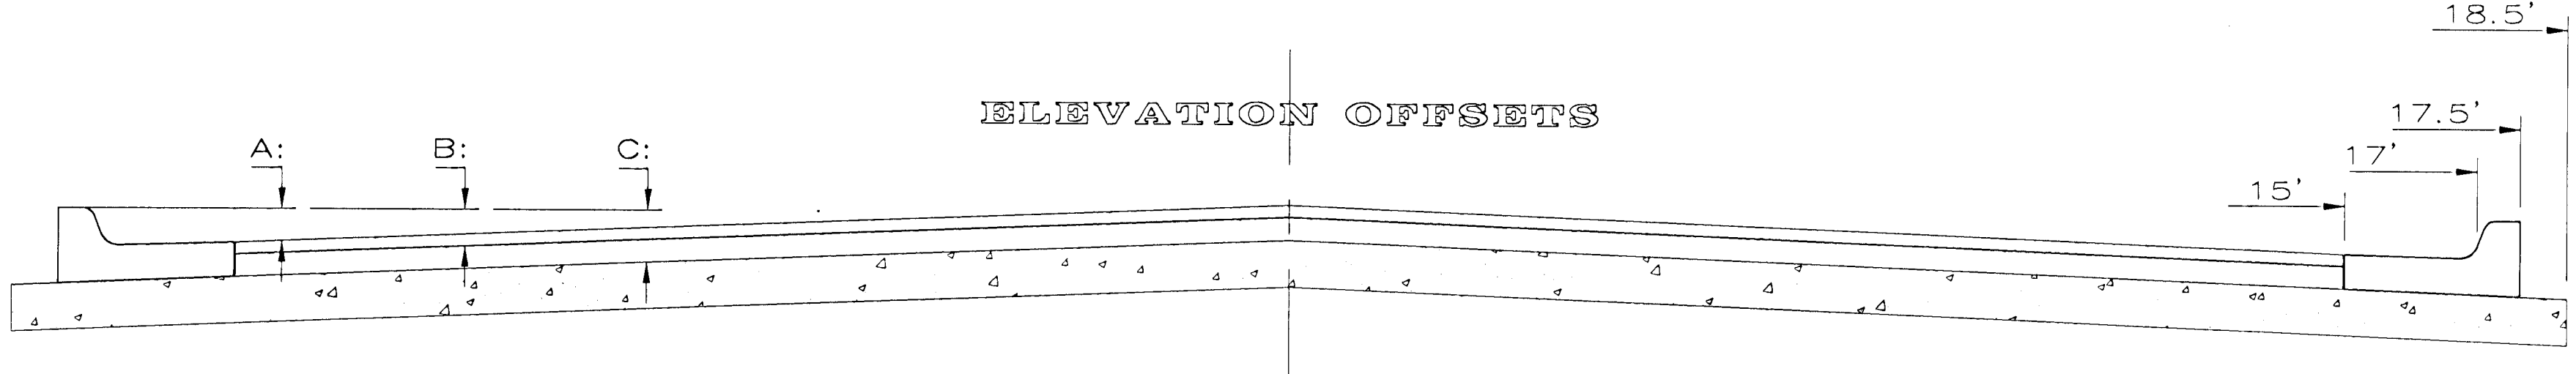 18.5'
ELEVATION OFFSETS
17.5'
A:
B:
C:
17'
15'